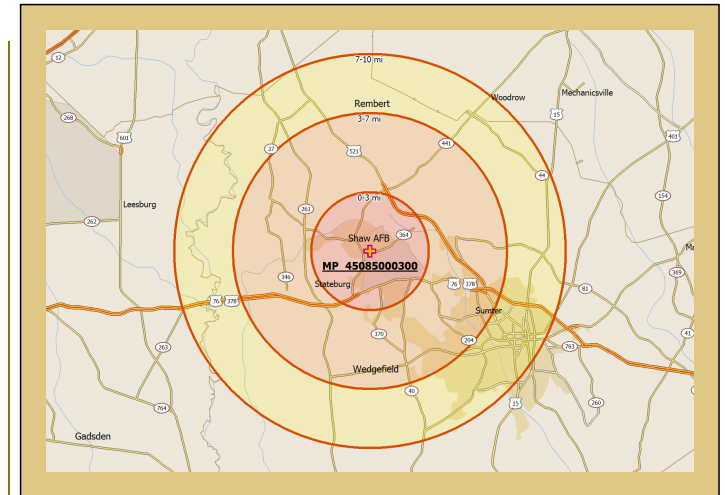 7-10 mi
12
Rembert
Woodrow
Mechanicsville
268
3-7 mi
15
601
441
401
37
521
44
154
0-3 mi
Leesburg
261
262
364
Shaw AFB
MP_45085000300
369
346
Stateburg
76
378
81
76
378
Sumter
370
204
763
41
263
Wedgefield
40
764
15
260
Gadsden